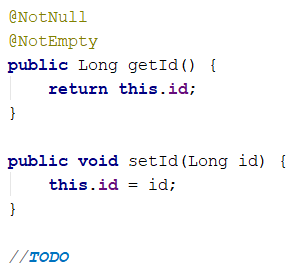 @NotNull
@NotEmpty
public Long getId() {
    return this.id;
}

public void setId(Long id) {
    this.id = id;
}

//TODO